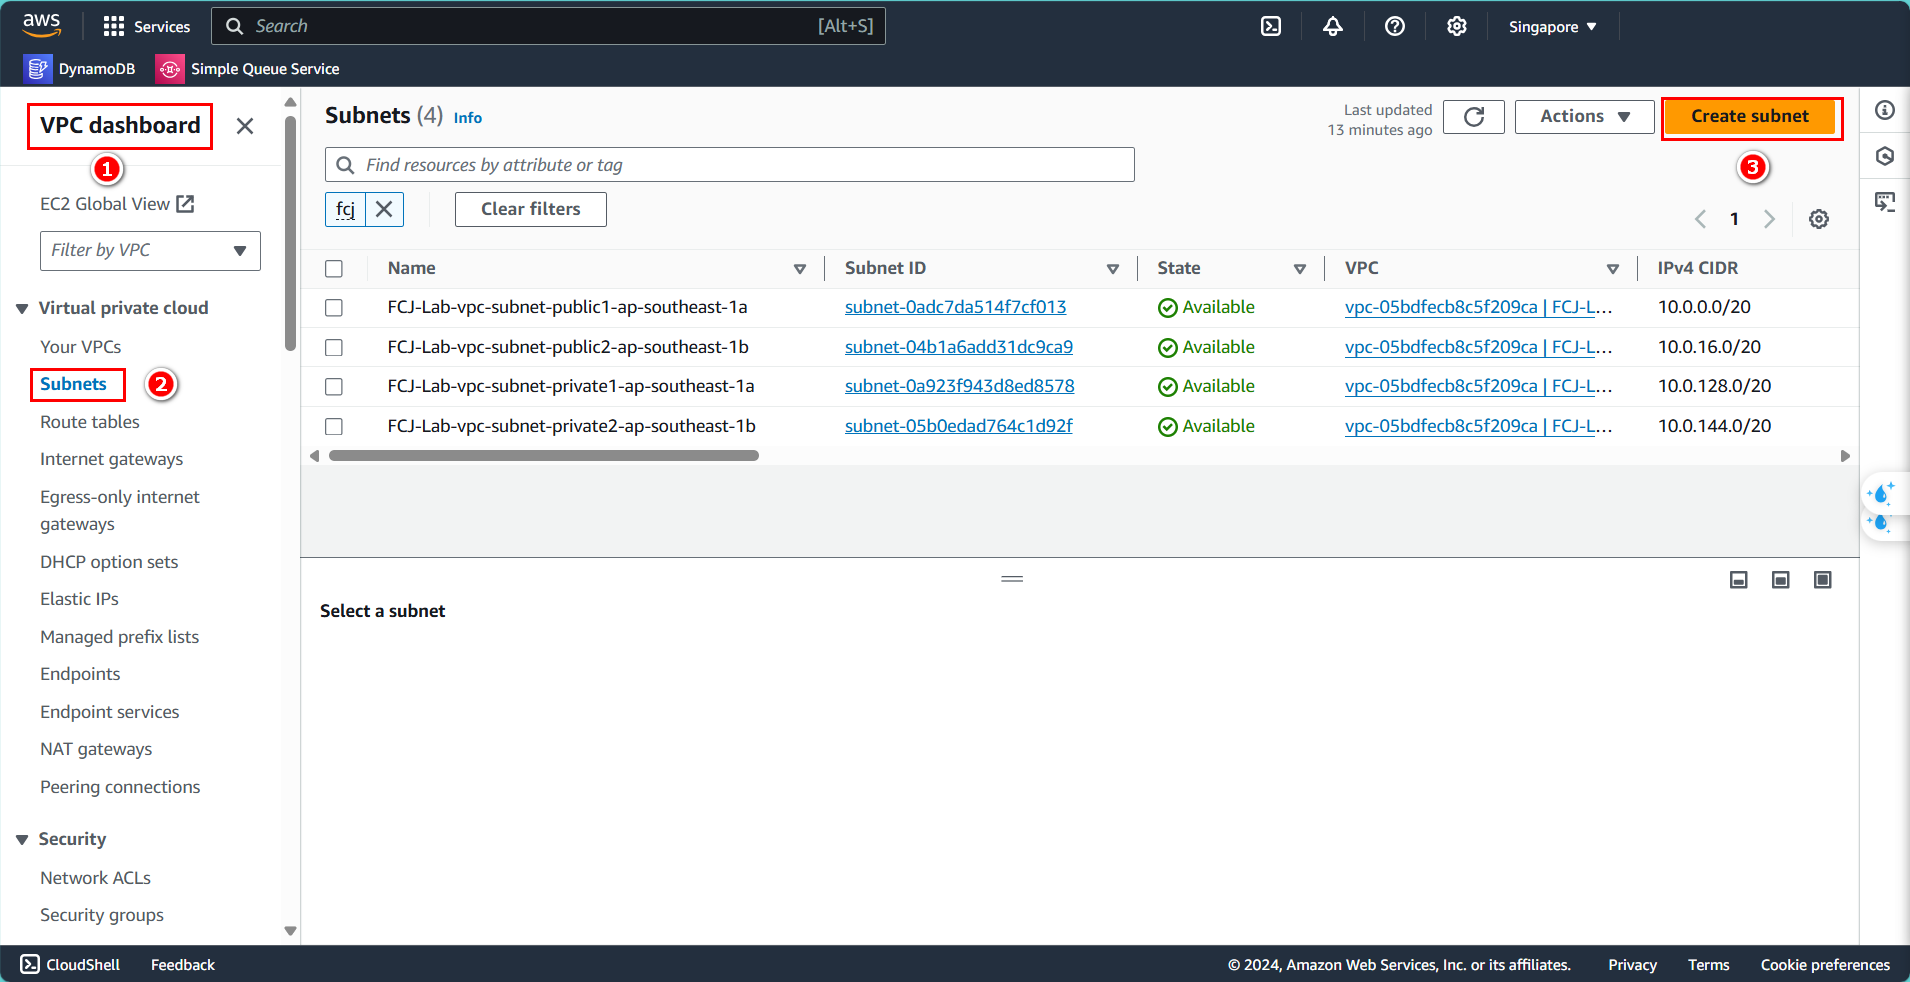 aws
Services
Search
[Alt+S]
Singapore
DynamoDB
Simple Queue Service
VPC dashboard
1
EC2 Global View
Filter by VPC
Virtual private cloud
Your VPCs
Subnets
2
Route tables
Internet gateways
Egress-only internet
gateways
DHCP option sets
Elastic IPs
Managed prefix lists
Endpoints
Endpoint services
NAT gateways
Peering connections
Security
Network ACLs
Security groups
Subnets (4) Info
Last updated
13 minutes ago
Actions
Create subnet
3
Find resources by attribute or tag
fcj
Clear filters
1
Name Subnet ID State VPC IPv4 CIDR
FCJ-Lab-vpc-subnet-public1-ap-southeast-1a subnet-0adc7da514f7cf013 Available vpc-05bdfecb8c5f209ca | FCJ-L... 10.0.0.0/20
FCJ-Lab-vpc-subnet-public2-ap-southeast-1b subnet-04b1a6add31dc9ca9 Available vpc-05bdfecb8c5f209ca | FCJ-L... 10.0.16.0/20
FCJ-Lab-vpc-subnet-private1-ap-southeast-1a subnet-0a923f943d8ed8578 Available vpc-05bdfecb8c5f209ca | FCJ-L... 10.0.128.0/20
FCJ-Lab-vpc-subnet-private2-ap-southeast-1b subnet-05b0edad764c1d92f Available vpc-05bdfecb8c5f209ca | FCJ-L... 10.0.144.0/20
Select a subnet
CloudShell
Feedback
© 2024, Amazon Web Services, Inc. or its affiliates.
Privacy
Terms
Cookie preferences